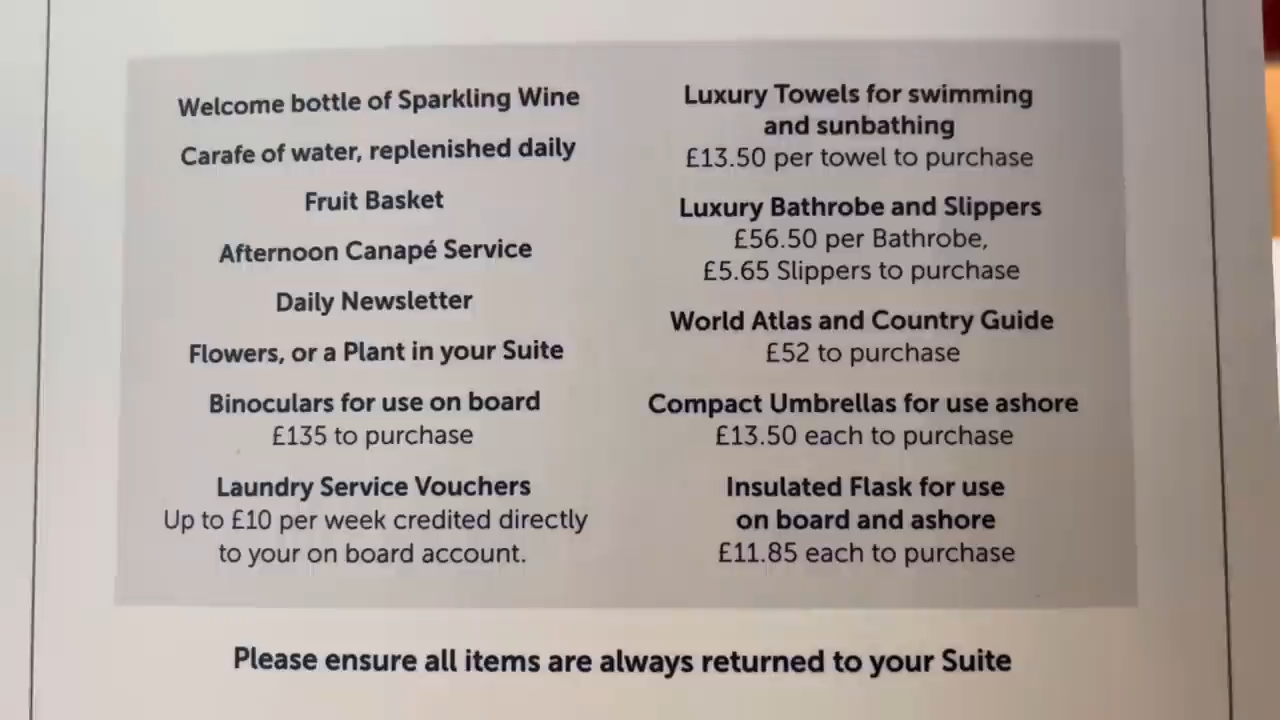 Welcome bottle of Sparkling Wine
Carafe of water, replenished daily
Fruit Basket
Afternoon Canapé Service
Daily Newsletter
Flowers, or a Plant in your Suite
Binoculars for use on board
£135 to purchase
Laundry Service Vouchers
Up to £10 per week credited directly
to your on board account.
Luxury Towels for swimming
and sunbathing
£13.50 per towel to purchase
Luxury Bathrobe and Slippers
£56.50 per Bathrobe,
£5.65 Slippers to purchase
World Atlas and Country Guide
£52 to purchase
Compact Umbrellas for use ashore
£13.50 each to purchase
Insulated Flask for use
on board and ashore
£11.85 each to purchase
Please ensure all items are always returned to your Suite